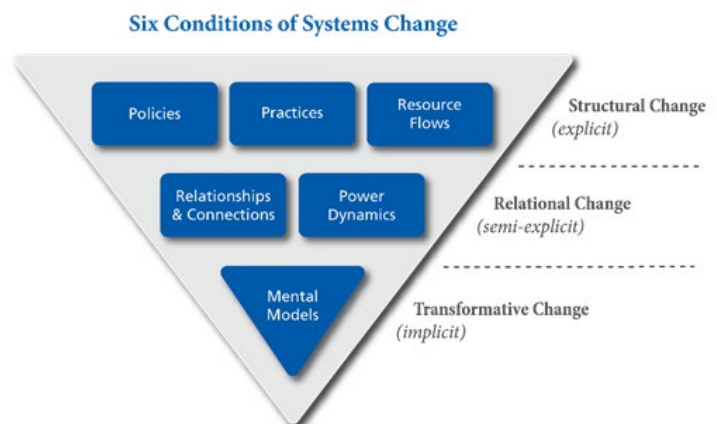 Six Conditions of Systems Change
Policies
Practices
Resource
Flows
Structural Change
(explicit)
Relationships
& Connections
Power
Dynamics
Relational Change
(semi-explicit)
Mental
Models
Transformative Change
(implicit)